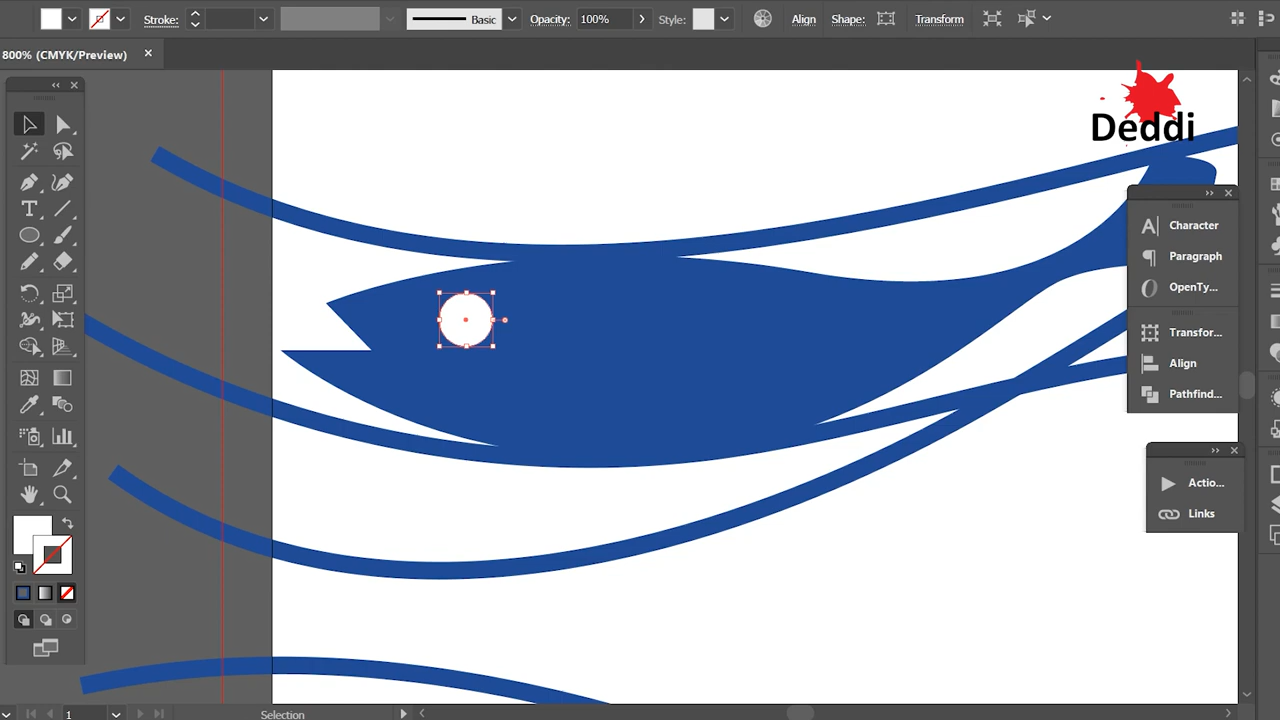 Stroke:
Basic
Opacity:
100%
Style:
Align
Shape:
Transform
800% (CMYK/Preview)
Deddi
Character
Paragraph
OpenTy...
Transfor...
Align
Pathfind...
Actio...
Links
1
Selection